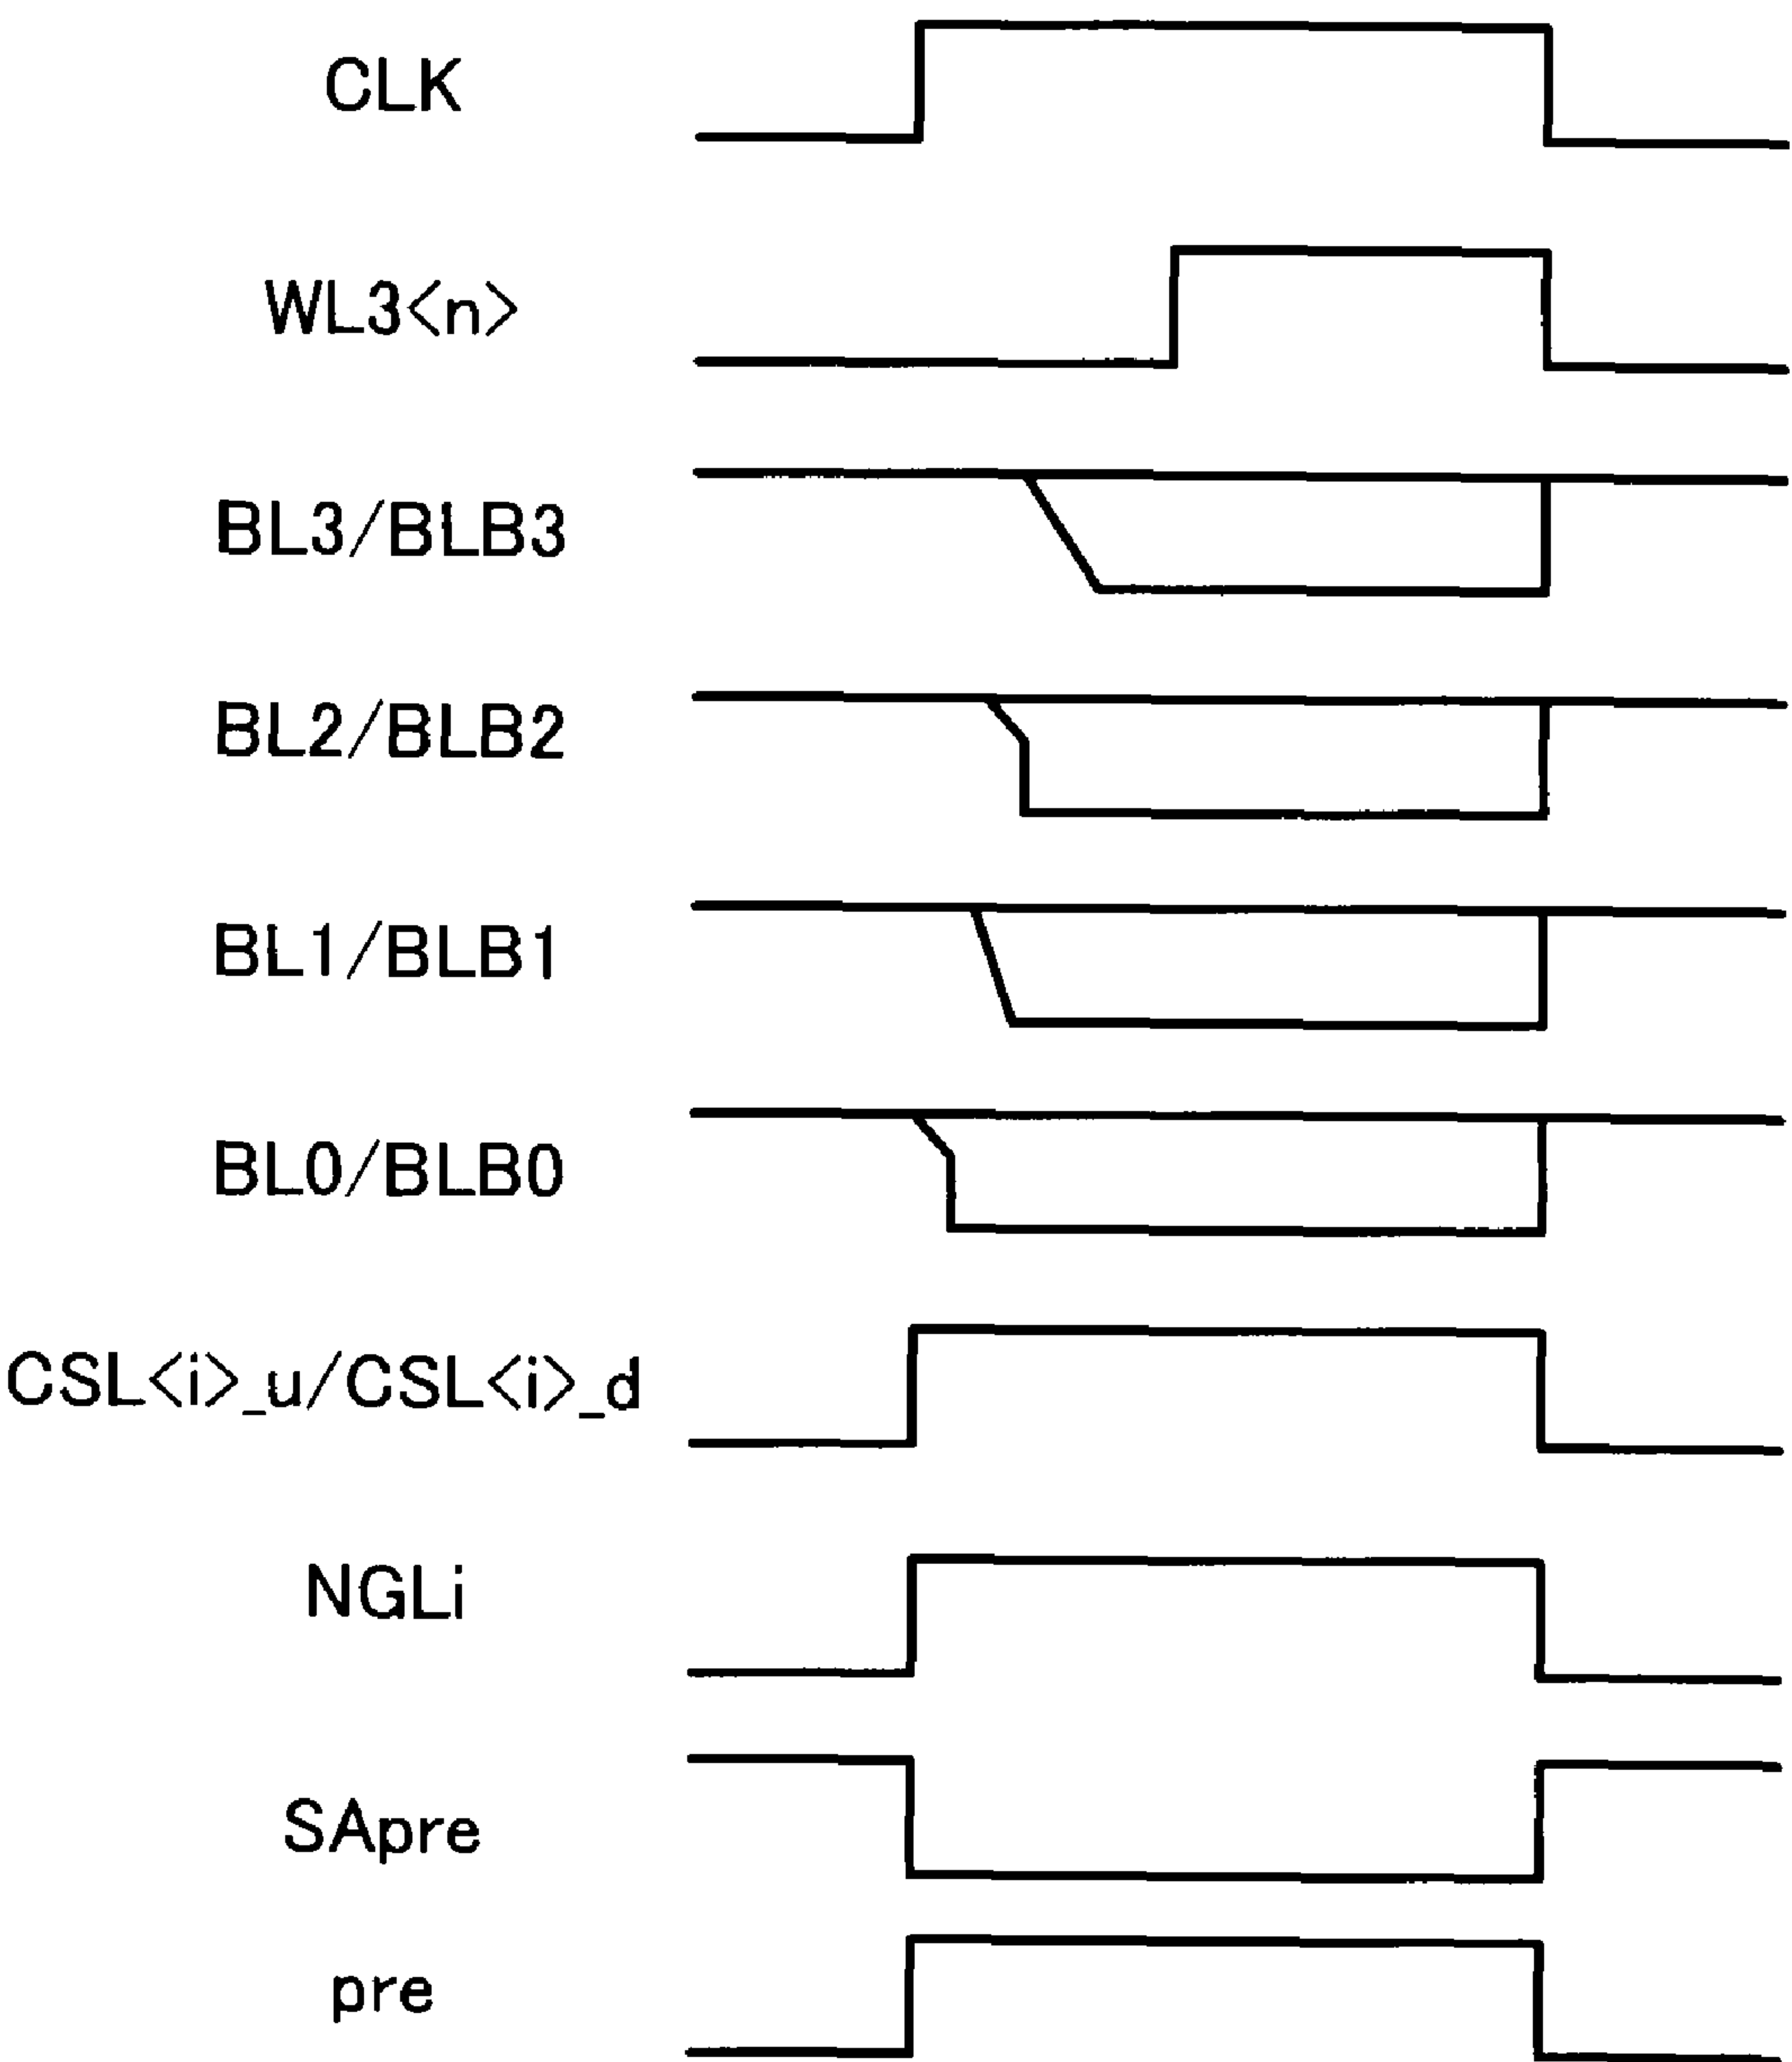 CLK
WL3<n>
BL3/BLB3
BL2/BLB2
BL1/BLB1
BL0/BLB0
CSL<i>_u/CSL<i>_d
NGLi
SApre
pre